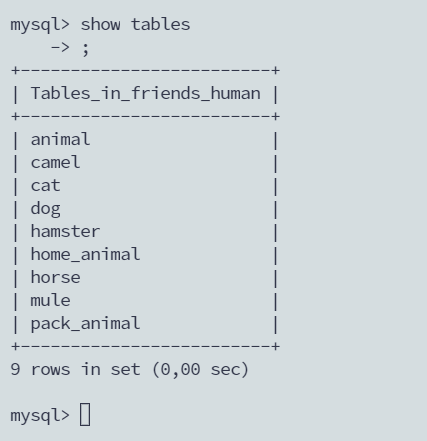 mysql> show tables
    -> ;
+-------------------------+
| Tables_in_friends_human |
+-------------------------+
| animal                  |
| camel                   |
| cat                     |
| dog                     |
| hamster                 |
| home_animal             |
| horse                   |
| mule                    |
| pack_animal             |
+-------------------------+
9 rows in set (0,00 sec)

mysql>